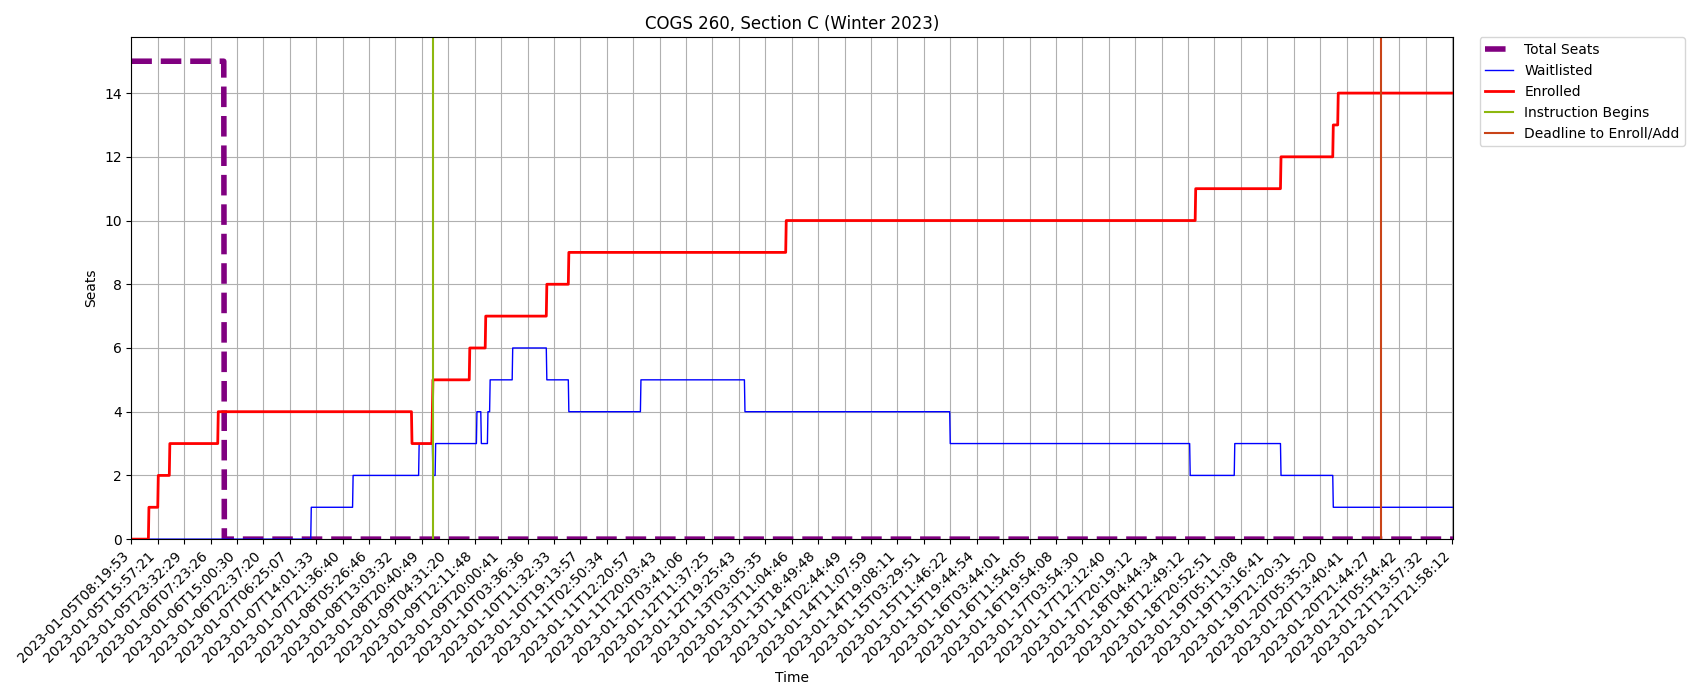 COGS 260, Section C (Winter 2023)
Total Seats
Waitlisted
Enrolled
Instruction Begins
Deadline to Enroll/Add
Seats
14
12
10
8
6
4
2
0
2023-01-05T08:19:53
2023-01-05T15:57:21
2023-01-05T23:32:29
2023-01-06T07:23:26
2023-01-06T15:00:30
2023-01-06T22:37:20
2023-01-07T06:25:07
2023-01-07T14:01:33
2023-01-07T21:36:40
2023-01-08T05:26:46
2023-01-08T13:03:32
2023-01-08T20:40:49
2023-01-09T04:31:20
2023-01-09T12:11:48
2023-01-09T20:00:41
2023-01-10T03:36:36
2023-01-10T11:32:33
2023-01-10T19:13:57
2023-01-11T02:50:34
2023-01-11T12:20:57
2023-01-11T20:03:43
2023-01-12T03:41:06
2023-01-12T11:37:25
2023-01-12T19:25:43
2023-01-13T03:05:35
2023-01-13T11:04:46
2023-01-13T18:49:48
2023-01-14T02:44:49
2023-01-14T11:07:59
2023-01-14T19:08:11
2023-01-15T03:29:51
2023-01-15T11:46:22
2023-01-15T19:44:54
2023-01-16T03:44:01
2023-01-16T11:54:05
2023-01-16T19:54:08
2023-01-17T03:54:30
2023-01-17T12:12:40
2023-01-17T20:19:12
2023-01-18T04:44:34
2023-01-18T12:49:12
2023-01-18T20:52:51
2023-01-19T05:11:08
2023-01-19T13:16:41
2023-01-19T21:20:31
2023-01-20T05:35:20
2023-01-20T13:40:41
2023-01-20T21:44:27
2023-01-21T05:54:42
2023-01-21T13:57:32
2023-01-21T21:58:12
Time